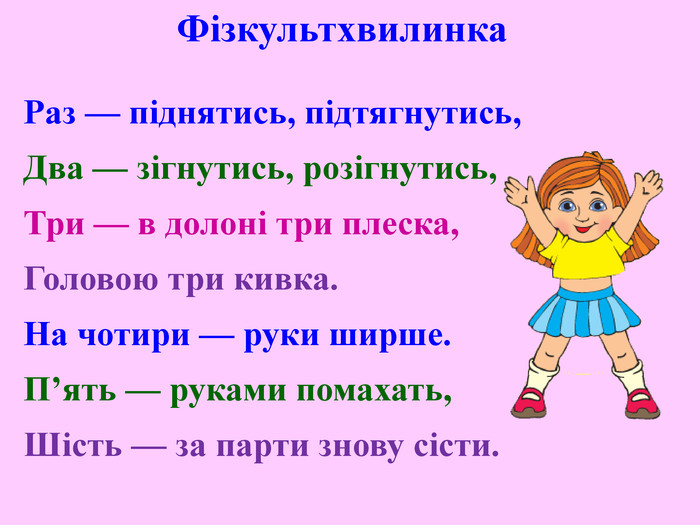 Фізкультхвилинка
Раз — піднятись, підтягнутись,
Два — зігнутись, розігнутись,
Три — в долоні три плеска,
Головою три кивка.
На чотири — руки ширше.
П’ять — руками помахать,
Шість — за парти знову сісти.